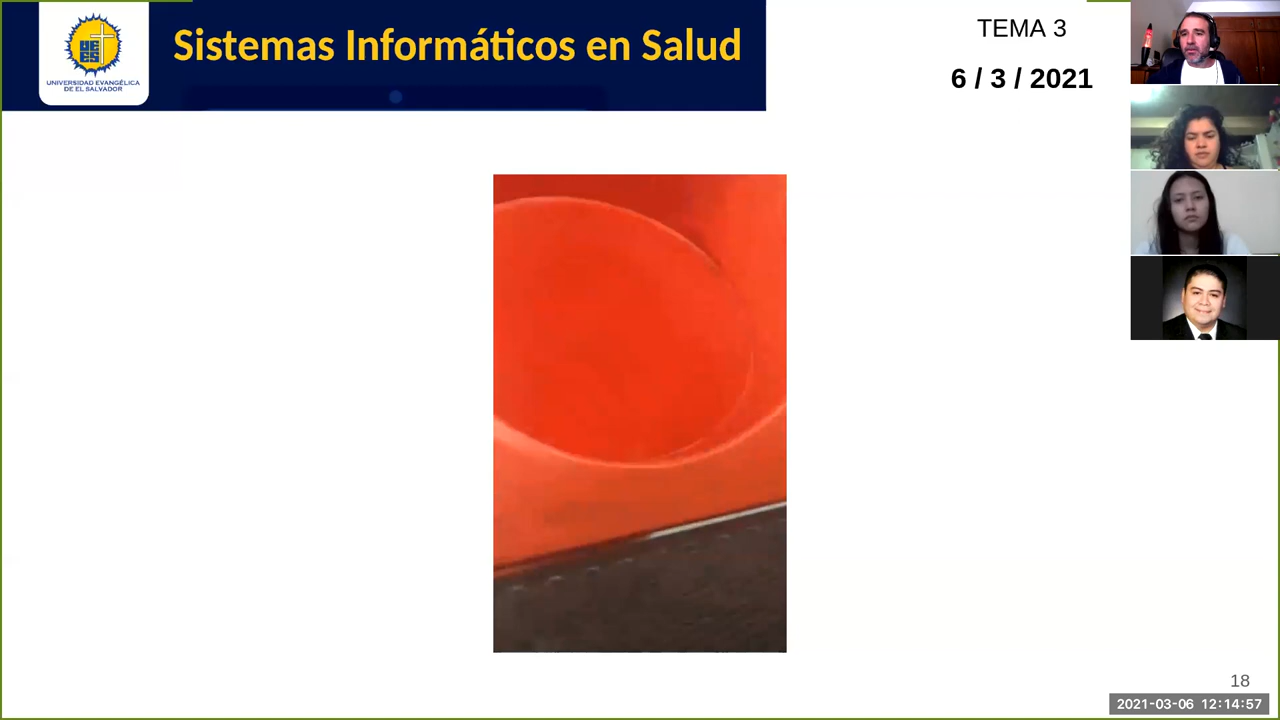 Sistemas Informáticos en Salud
UNIVERSIDAD EVANGÉLICA
DE EL SALVADOR
TEMA 3
6 / 3 / 2021
18
2021-03-06 12:14:57